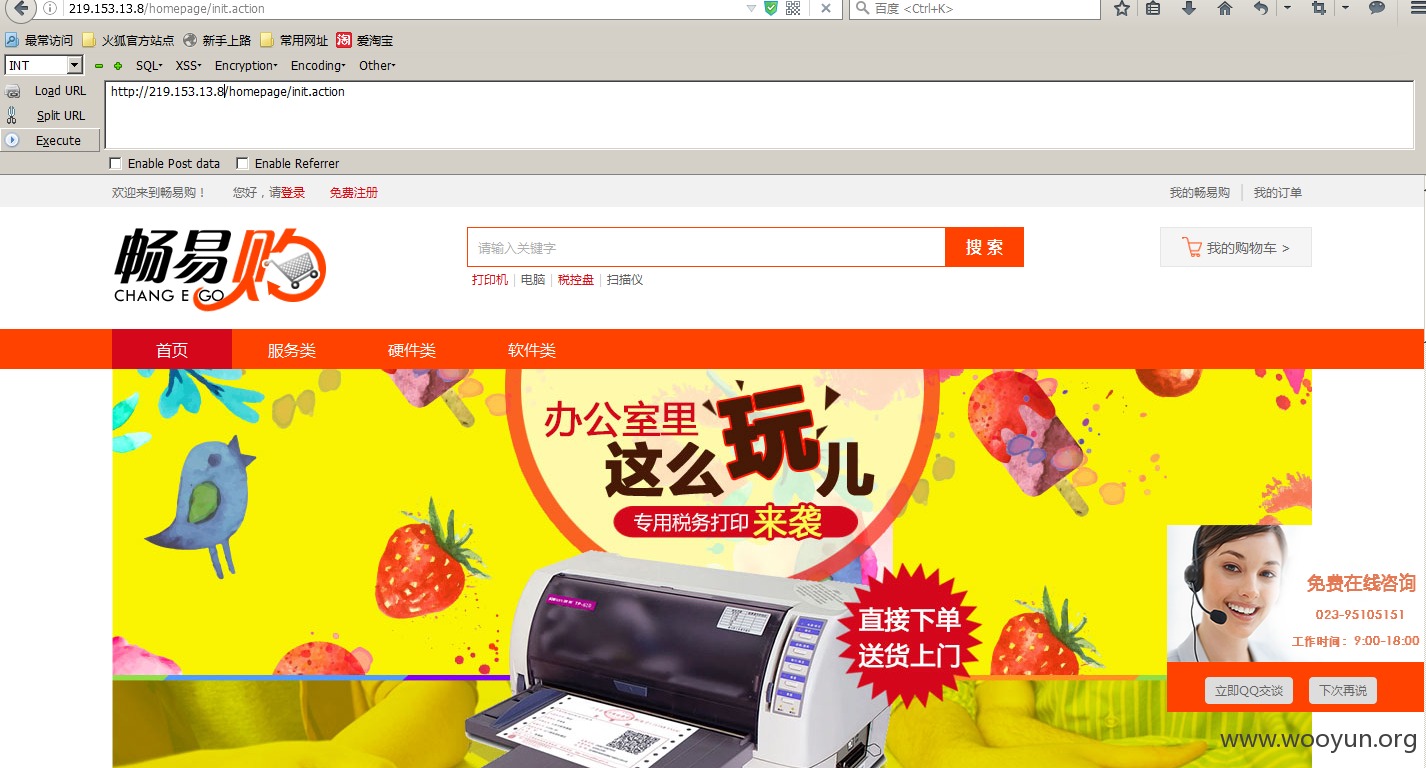 219.153.13.8/homepage/init.action
百度 <Ctrl+K>
最常访问 火狐官方站点 新手上路 常用网址 淘 爱淘宝
INT SQL XSS Encryption Encoding Other
Load URL http://219.153.13.8/homepage/init.action
Split URL
Execute
Enable Post data Enable Referrer
欢迎来到畅易购！ 您好，请登录 免费注册 我的畅易购 我的订单
畅易购
CHANG E GO
请输入关键字 搜 索
我的购物车 >
打印机 电脑 税控盘 扫描仪
首页 服务类 硬件类 软件类
办公室里
这么玩儿
专用税务打印 来袭
直接下单
送货上门
免费在线咨询
023-95105151
工作时间：9:00-18:00
立即QQ交谈 下次再说
www.wooyun.org